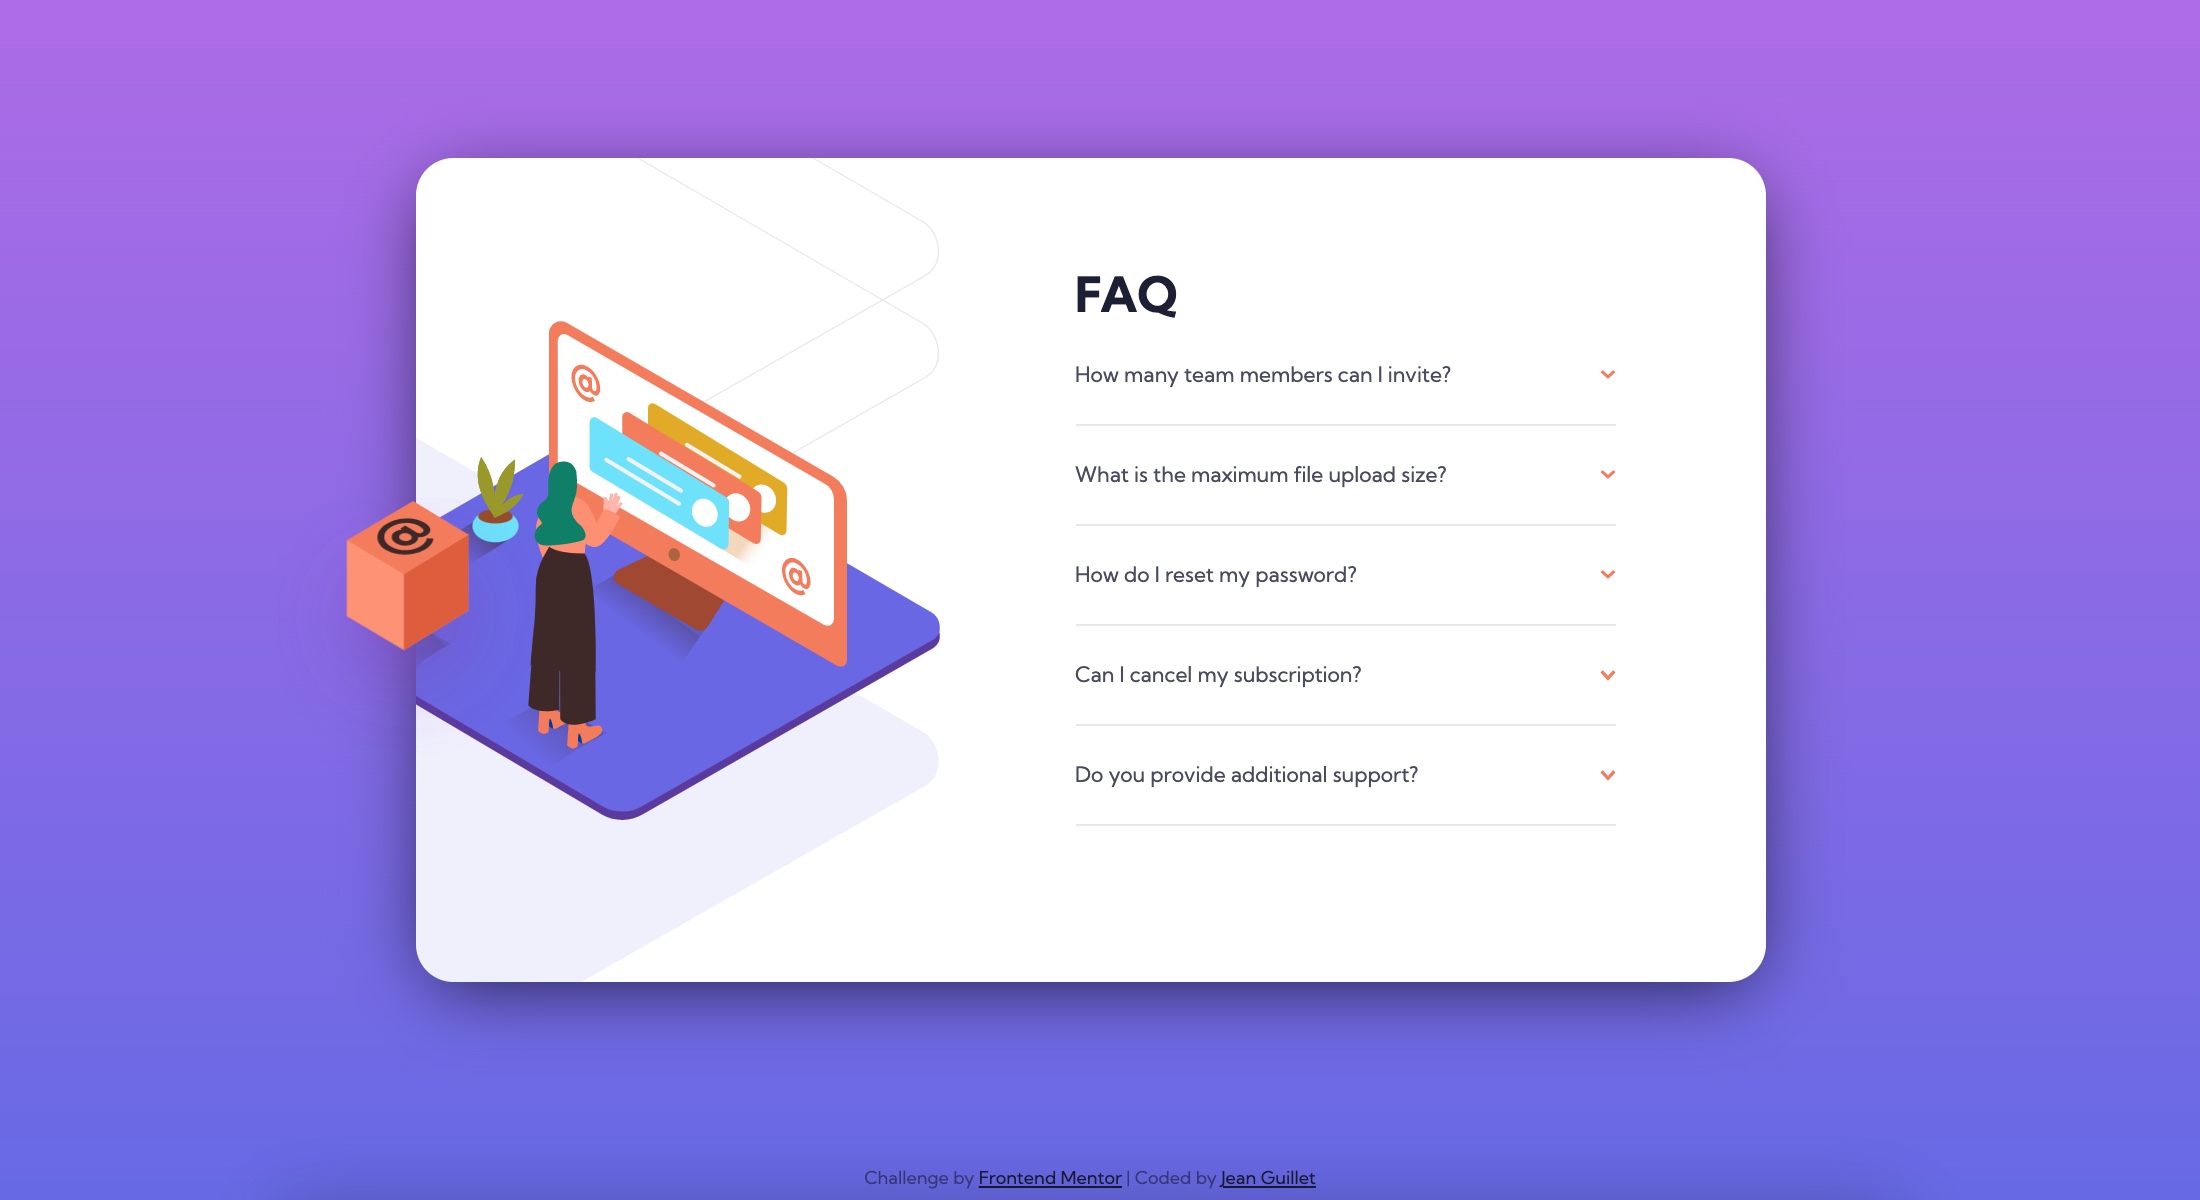 FAQ
How many team members can I invite?
What is the maximum file upload size?
How do I reset my password?
Can I cancel my subscription?
Do you provide additional support?
@
@
@
Challenge by Frontend Mentor | Coded by Jean Guillet